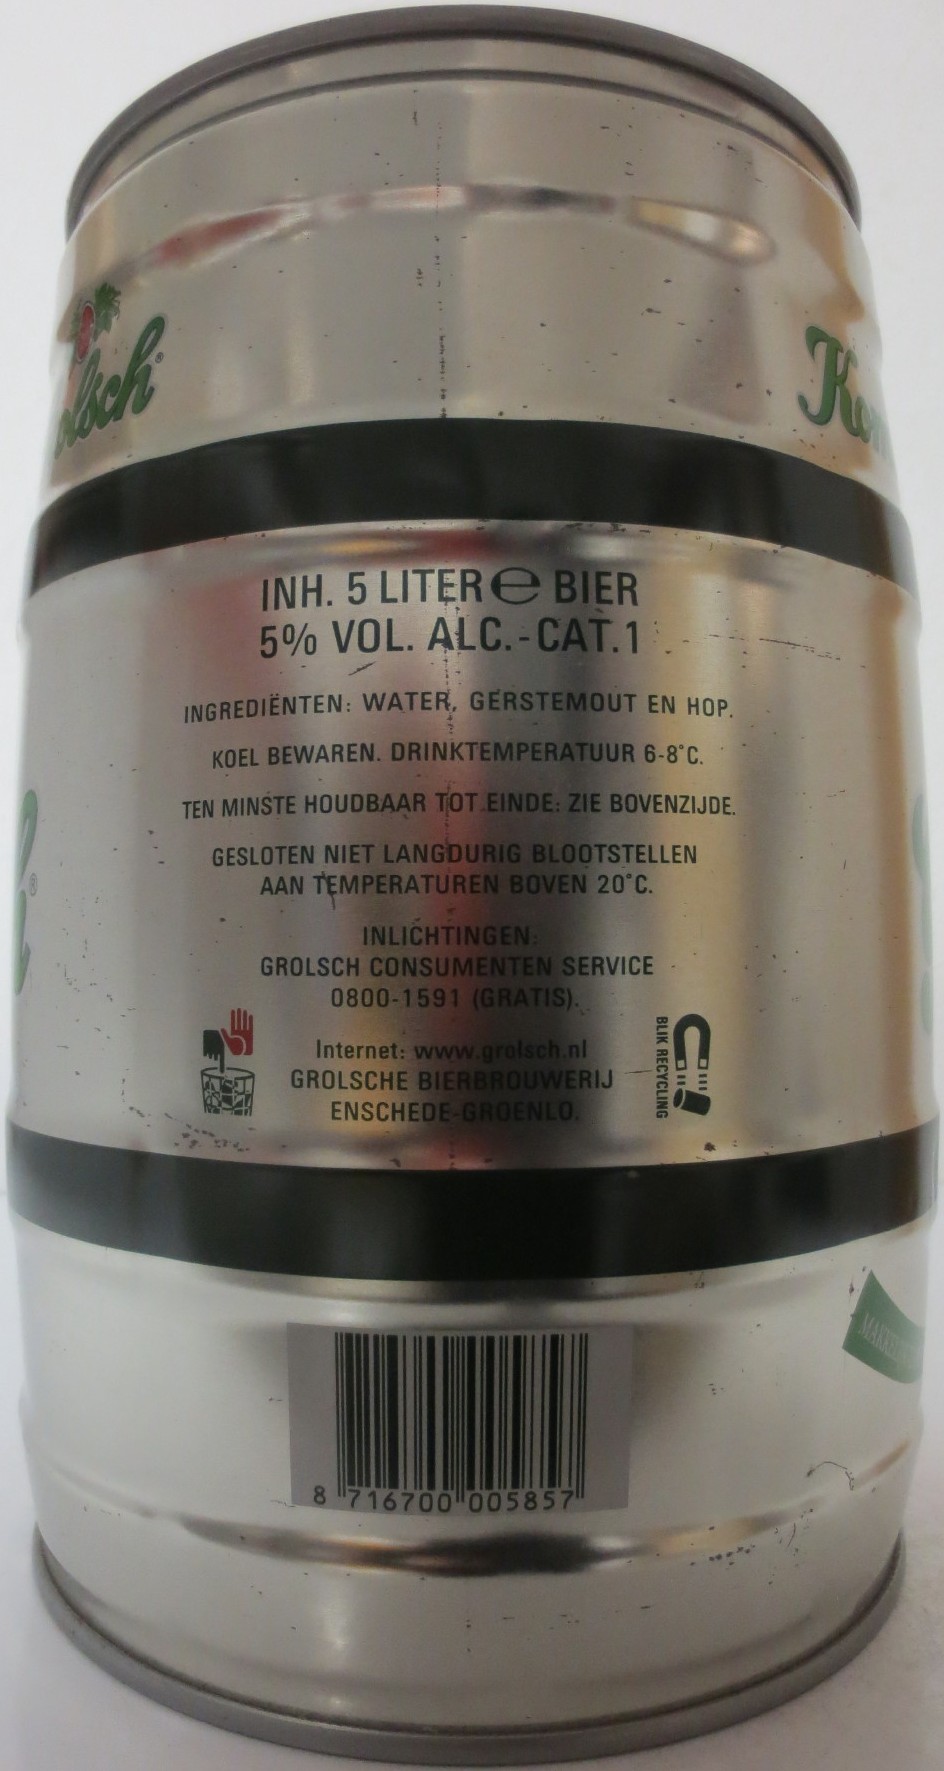 olsch®
INH. 5 LITER ℮ BIER
5% VOL. ALC.-CAT.1
INGREDIËNTEN: WATER, GERSTEMOUT EN HOP.
KOEL BEWAREN. DRINKTEMPERATUUR 6-8°C.
TEN MINSTE HOUDBAAR TOT EINDE: ZIE BOVENZIJDE.
GESLOTEN NIET LANGDURIG BLOOTSTELLEN
AAN TEMPERATUREN BOVEN 20°C.
INLICHTINGEN:
GROLSCH CONSUMENTEN SERVICE
0800-1591 (GRATIS).
Internet: www.grolsch.nl
GROLSCHE BIERBROUWERIJ
ENSCHEDE-GROENLO.
BLIK RECYCLING
8 716700 005857